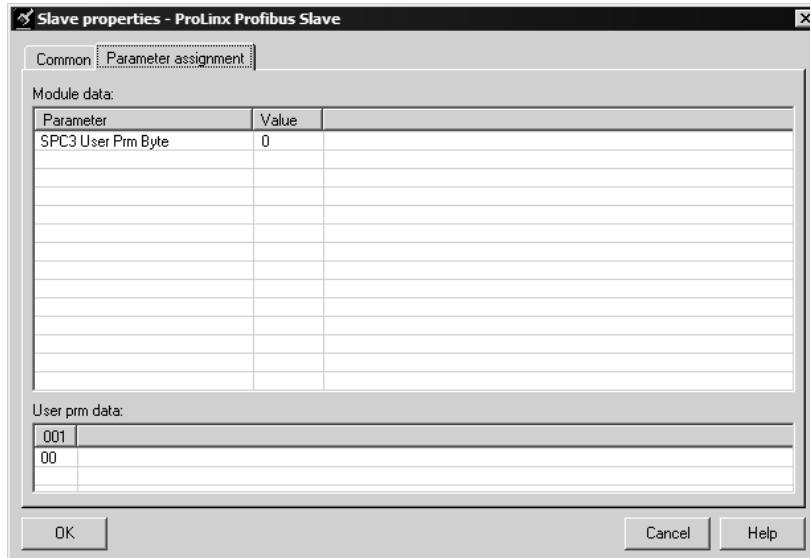 Slave properties - ProLinx Profibus Slave
Common Parameter assignment
Module data:
Parameter Value
SPC3 User Prm Byte 0
User prm data:
001
00
OK Cancel Help